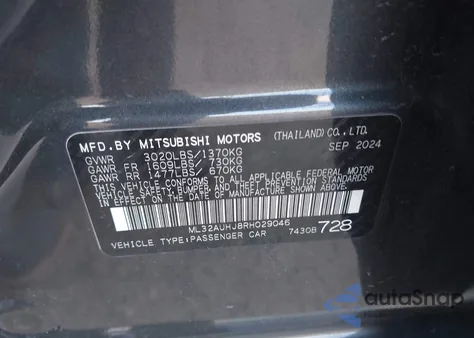 MFD.BY MITSUBISHI MOTORS (THAILAND) CO.,LTD.
GVWR 3020LBS/1370KG SEP 2024
GAWR FR 1609LBS/ 730KG
GAWR RR 1477LBS/ 670KG
THIS VEHICLE CONFORMS TO ALL APPLICABLE FEDERAL MOTOR
VEHICLE SAFETY, BUMPER, AND
THEFT PREVENTION STANDARDS IN EFFECT ON THE DATE OF
MANUFACTURE SHOWN ABOVE.
ML32AUHJ8RH029046
VEHICLE TYPE:PASSENGER CAR 7430B 728
autaSnap